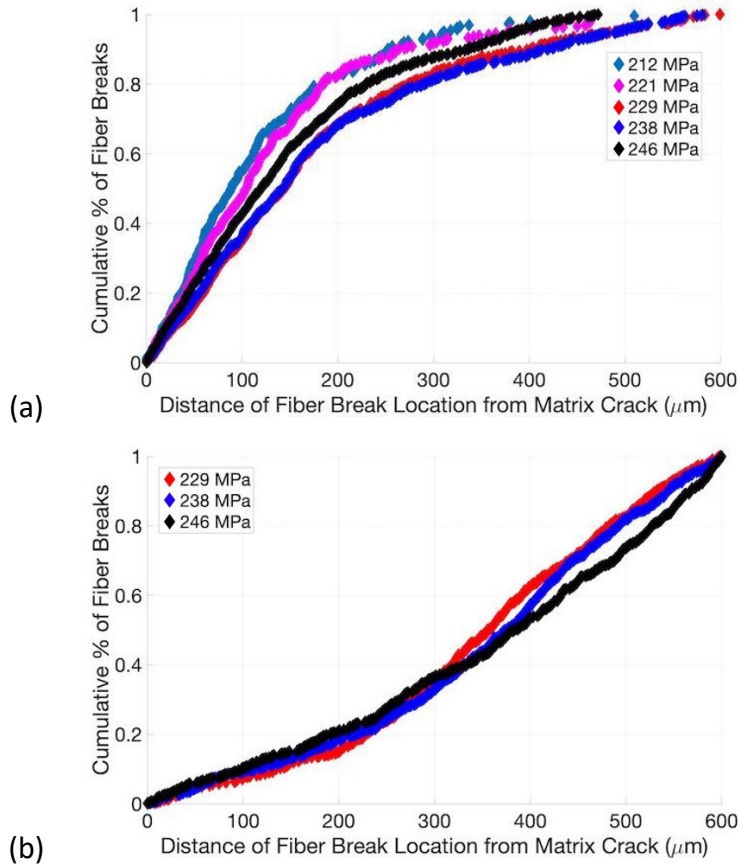 1
0.8
0.6
0.4
0.2
0
Cumulative % of Fiber Breaks
212 MPa
221 MPa
229 MPa
238 MPa
246 MPa
0 100 200 300 400 500 600
Distance of Fiber Break Location from Matrix Crack (μm)
(a)
1
0.8
0.6
0.4
0.2
0
Cumulative % of Fiber Breaks
229 MPa
238 MPa
246 MPa
0 100 200 300 400 500 600
Distance of Fiber Break Location from Matrix Crack (μm)
(b)